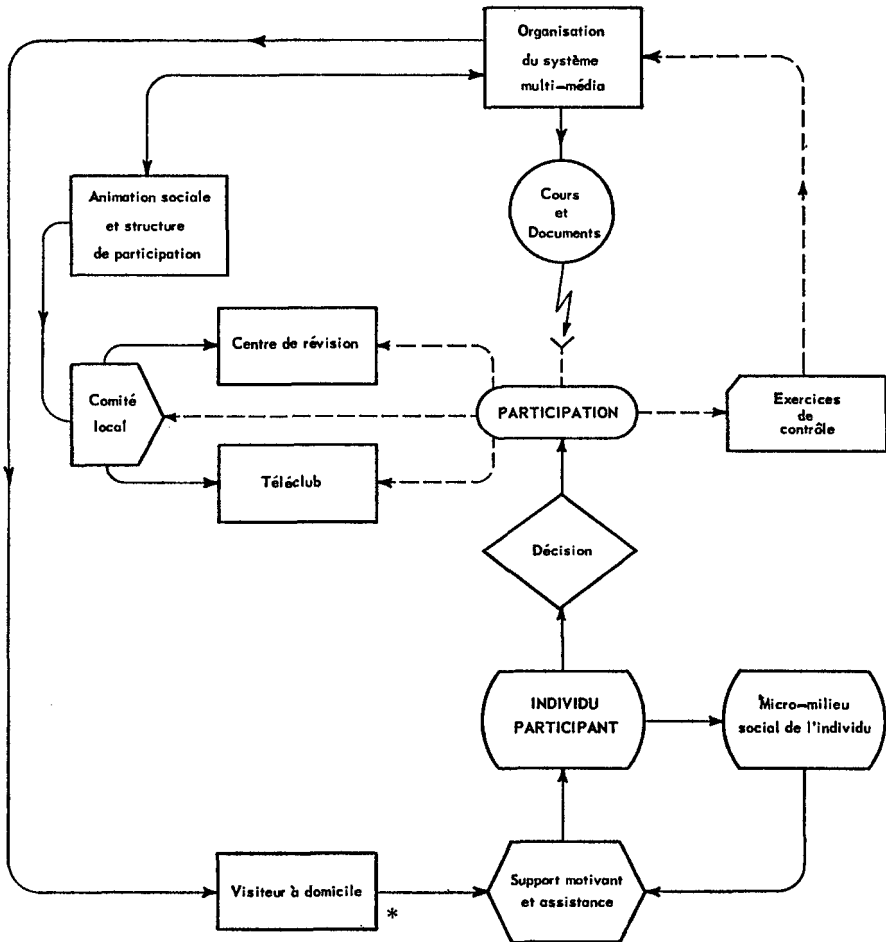 Organisation
du système
multi-média
Animation sociale
et structure
de participation
Cours
et
Documents
Centre de révision
Comité
local
PARTICIPATION
Exercices
de
contrôle
Téléclub
Décision
INDIVIDU
PARTICIPANT
Micro-milieu
social de l'individu
Visiteur à domicile
*
Support motivant
et assistance